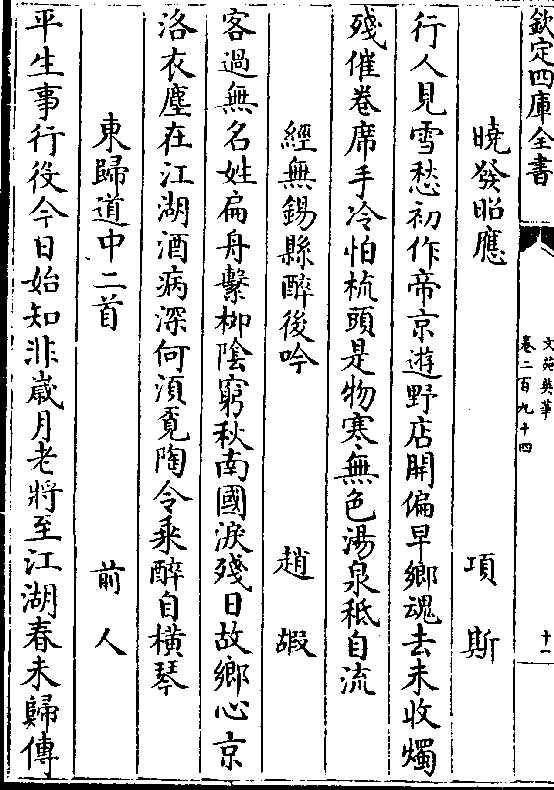 欽定四庫全書
文苑英華
卷二百九十四
十一
曉發昭應 項斯
行人見雪愁初作帝京遊野店開偏早鄉魂去未收燭
殘催卷席手冷怕梳頭是物寒無色湯泉秪自流
經無錫縣醉後吟 趙嘏
客過無名姓扁舟繫柳陰窮秋南國淚殘日故鄉心京
洛衣塵在江湖酒病深何須覓陶令乘醉自橫琴
東歸道中二首 前人
平生事行役今日始知非歲月老將至江湖春未歸傳